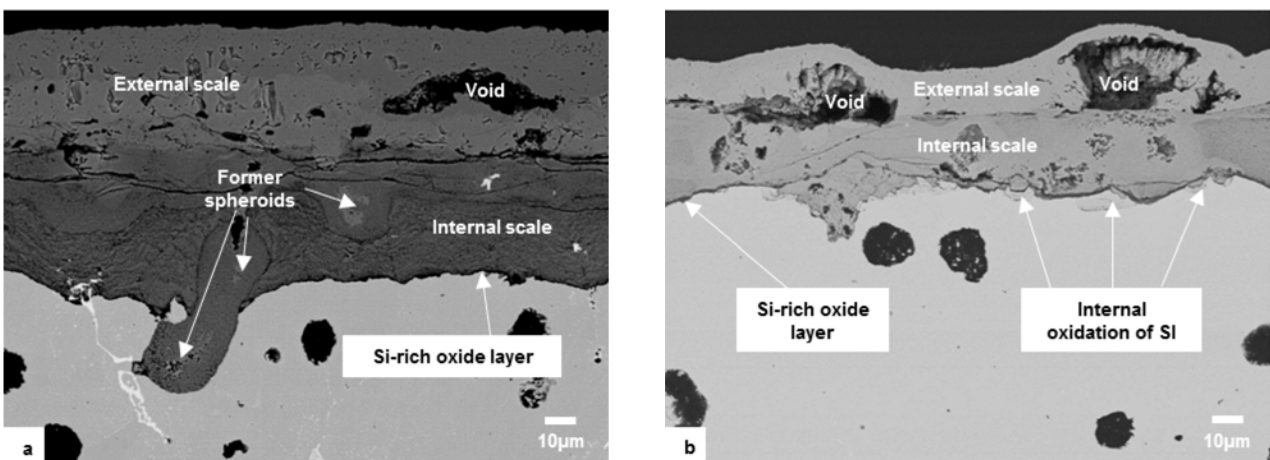 External scale
Void
Former
spheroids
Internal scale
Si-rich oxide layer
10µm
a
Void
External scale
Void
Internal scale
Si-rich oxide
layer
Internal
oxidation of SI
10µm
b